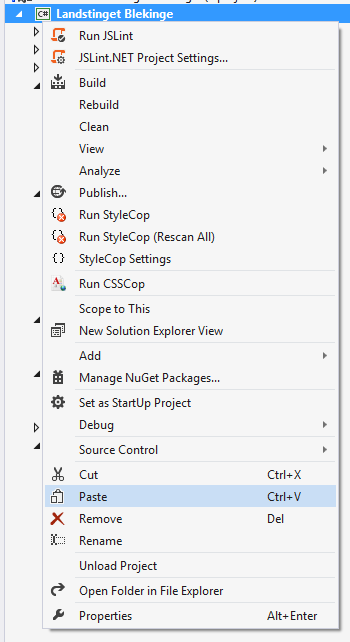 C# Landstinget Blekinge
Run JSLint
JSLint.NET Project Settings...
Build
Rebuild
Clean
View
Analyze
Publish...
Run StyleCop
Run StyleCop (Rescan All)
StyleCop Settings
Run CSSCop
Scope to This
New Solution Explorer View
Add
Manage NuGet Packages...
Set as StartUp Project
Debug
Source Control
Cut Ctrl+X
Paste Ctrl+V
Remove Del
Rename
Unload Project
Open Folder in File Explorer
Properties Alt+Enter